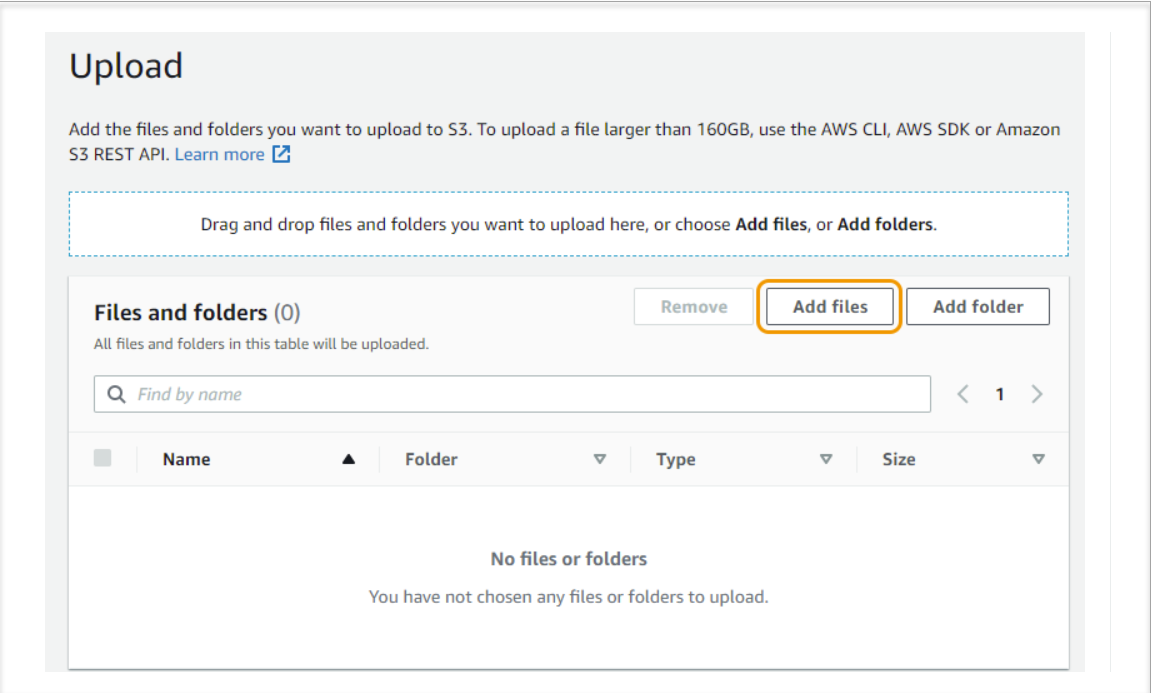 Upload
Add the files and folders you want to upload to S3. To upload a file larger than 160GB, use the AWS CLI, AWS SDK or Amazon
S3 REST API. Learn more
Drag and drop files and folders you want to upload here, or choose Add files, or Add folders.
Files and folders (0) Remove Add files Add folder
All files and folders in this table will be uploaded.
Find by name 1
Name Folder Type Size
No files or folders
You have not chosen any files or folders to upload.